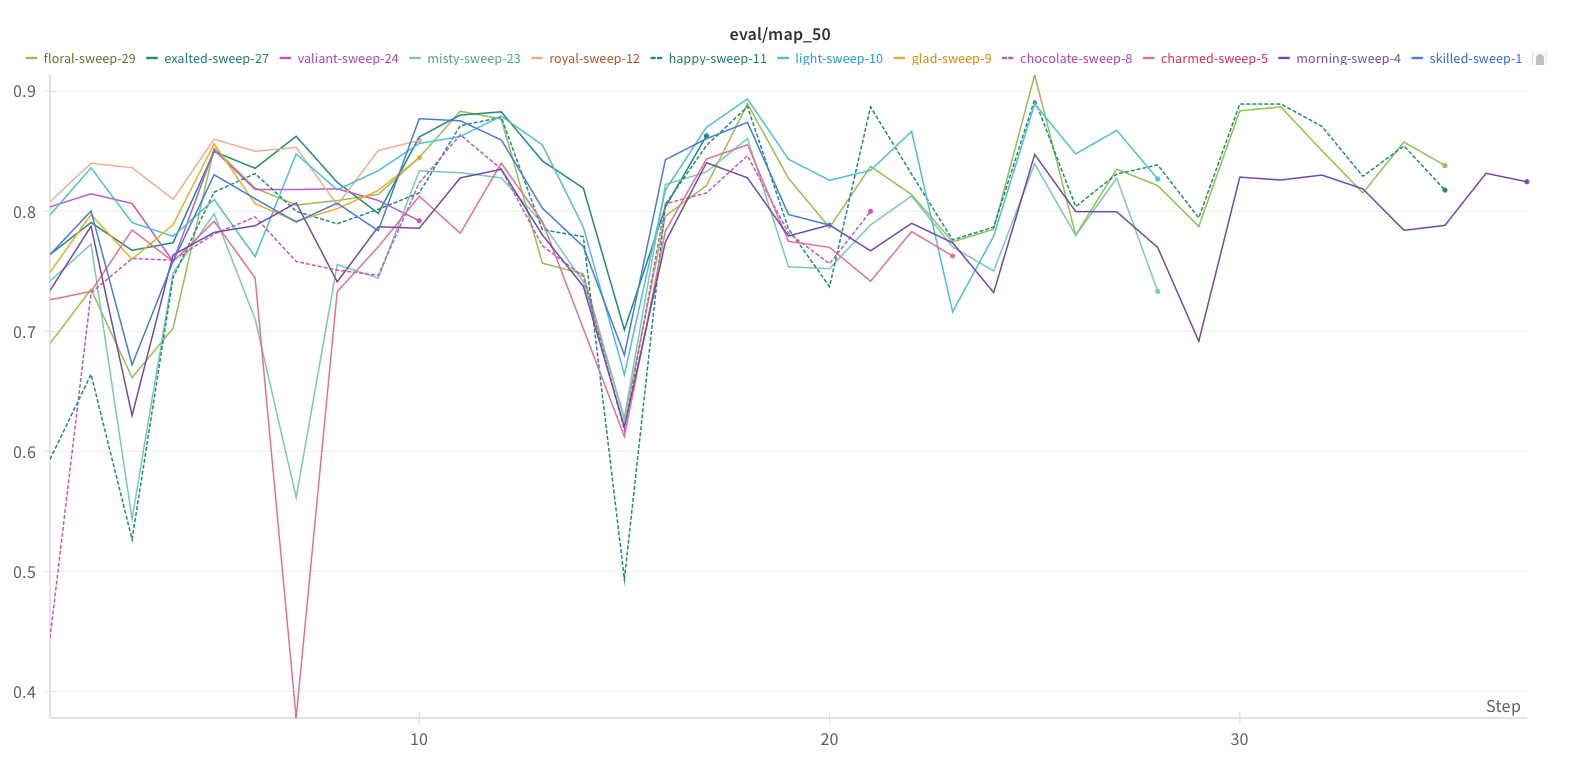 eval/map_50
floral-sweep-29 exalted-sweep-27 valiant-sweep-24 misty-sweep-23 royal-sweep-12 happy-sweep-11 light-sweep-10 glad-sweep-9 chocolate-sweep-8 charmed-sweep-5 morning-sweep-4 skilled-sweep-1
0.9
0.8
0.7
0.6
0.5
0.4
Step
10 20 30